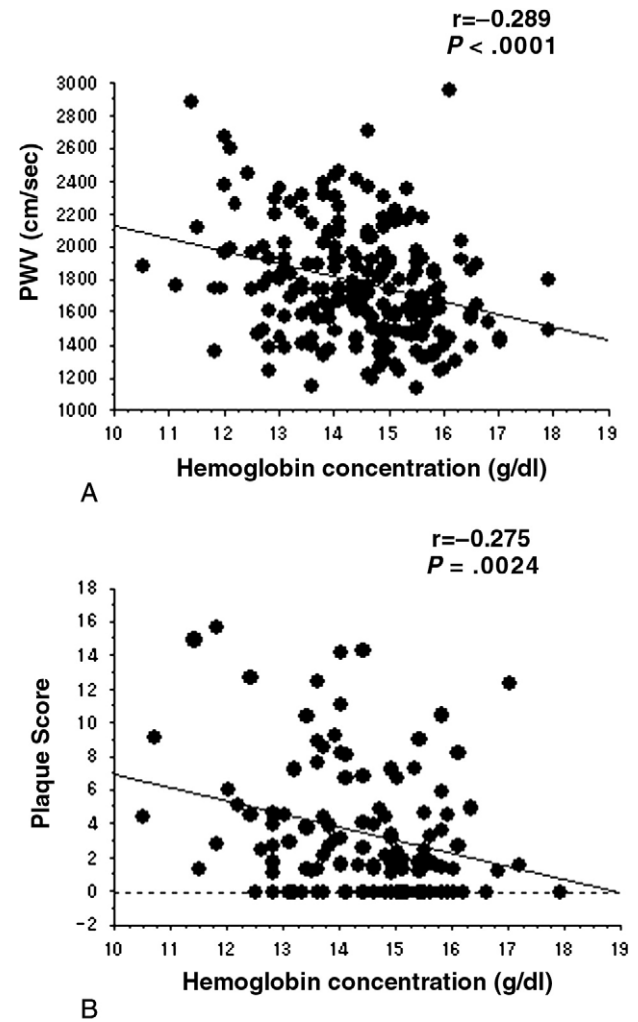 r=−0.289
P < .0001
3000
2800
2600
2400
2200
2000
1800
1600
1400
1200
1000
PWV (cm/sec)
10 11 12 13 14 15 16 17 18 19
Hemoglobin concentration (g/dl)
A
r=−0.275
P = .0024
18
16
14
12
10
8
6
4
2
0
−2
Plaque Score
10 11 12 13 14 15 16 17 18 19
Hemoglobin concentration (g/dl)
B